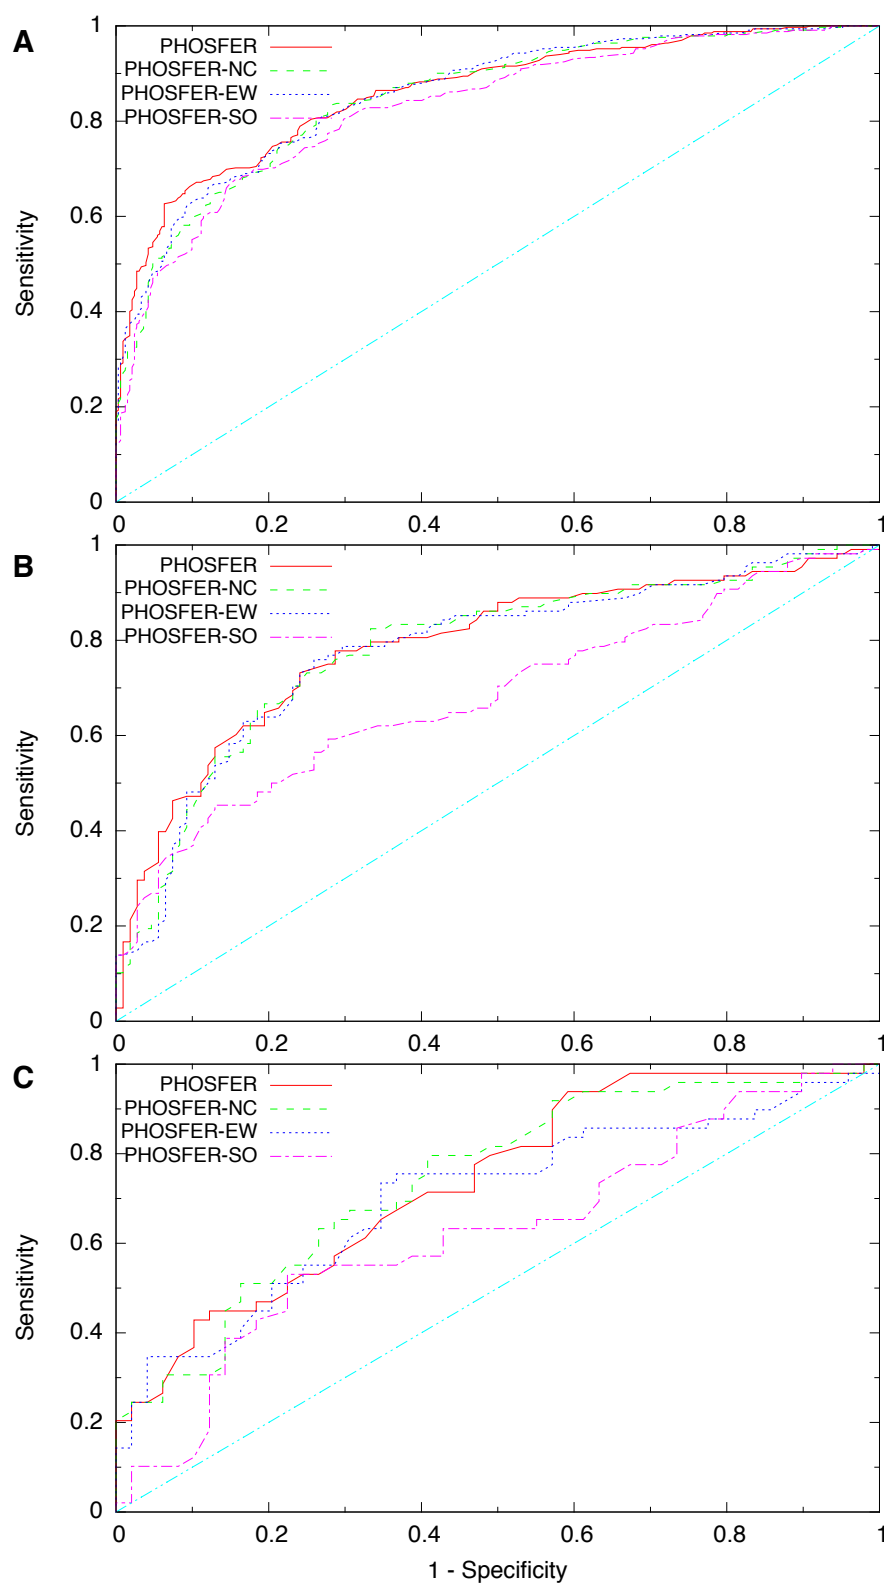 A
1
PHOSFER
PHOSFER-NC
PHOSFER-EW
PHOSFER-SO
0.8
0.6
Sensitivity
0.4
0.2
0
0 0.2 0.4 0.6 0.8 1
B
1
PHOSFER
PHOSFER-NC
PHOSFER-EW
PHOSFER-SO
0.8
0.6
Sensitivity
0.4
0.2
0
0 0.2 0.4 0.6 0.8 1
C
1
PHOSFER
PHOSFER-NC
PHOSFER-EW
PHOSFER-SO
0.8
0.6
Sensitivity
0.4
0.2
0
0 0.2 0.4 0.6 0.8 1
1 - Specificity